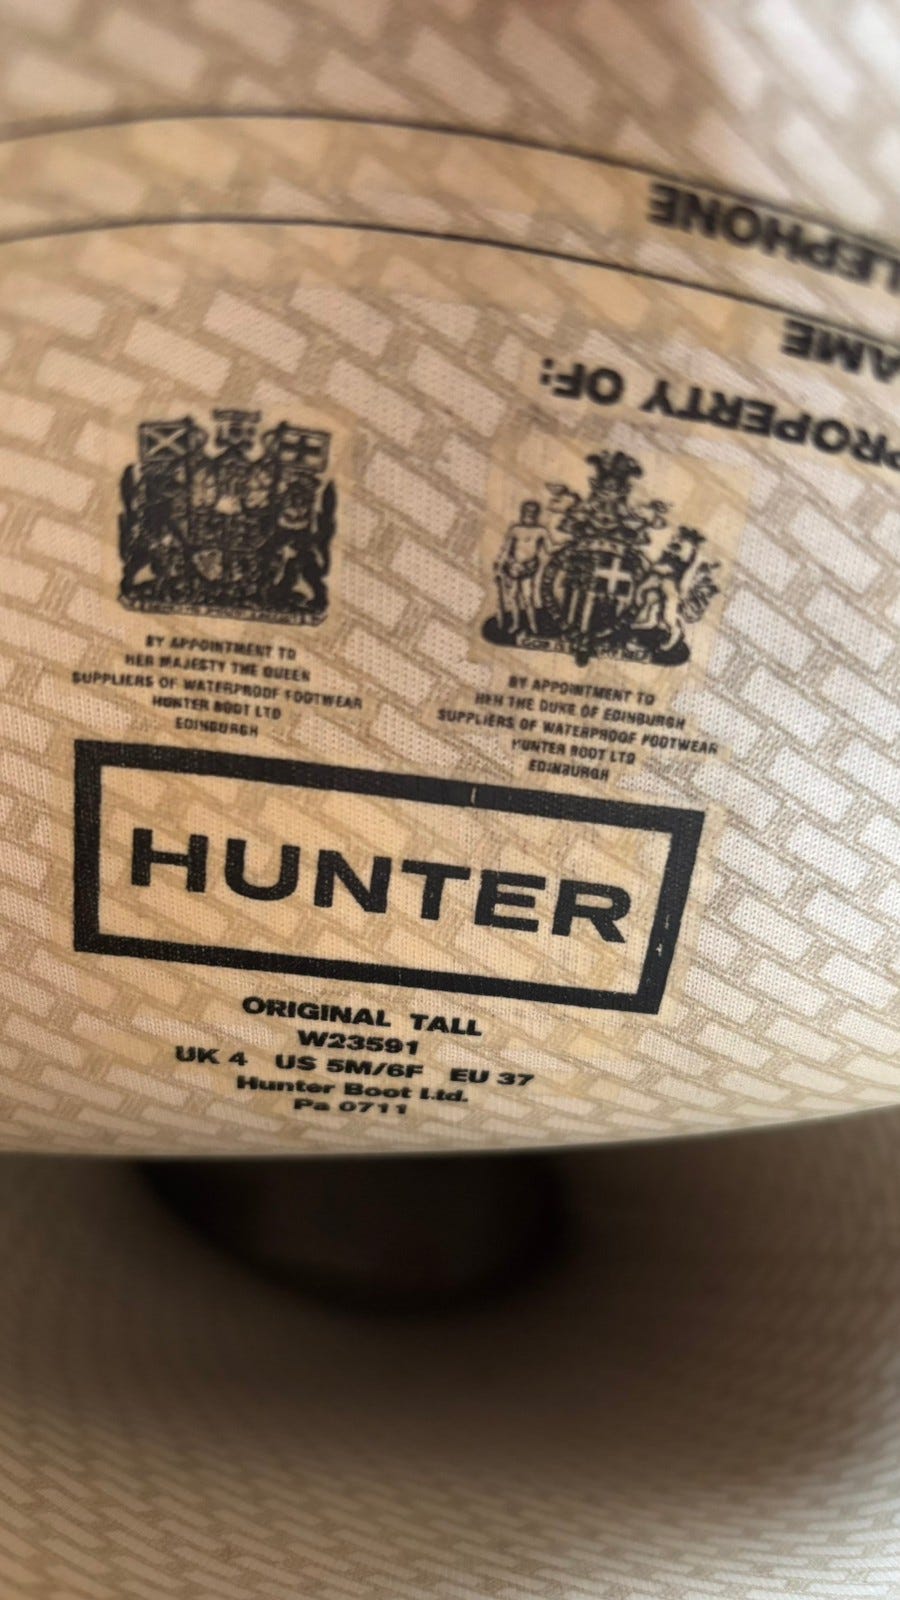 LEPHONE
AME
PROPERTY OF:
BY APPOINTMENT TO
HER MAJESTY THE QUEEN
SUPPLIERS OF WATERPROOF FOOTWEAR
HUNTER BOOT LTD
EDINBURGH
BY APPOINTMENT TO
HRH THE DUKE OF EDINBURGH
SUPPLIERS OF WATERPROOF FOOTWEAR
HUNTER BOOT LTD
EDINBURGH
HUNTER
ORIGINAL TALL
W23591
UK 4 US 5M/6F EU 37
Hunter Boot Ltd.
Pa 0711